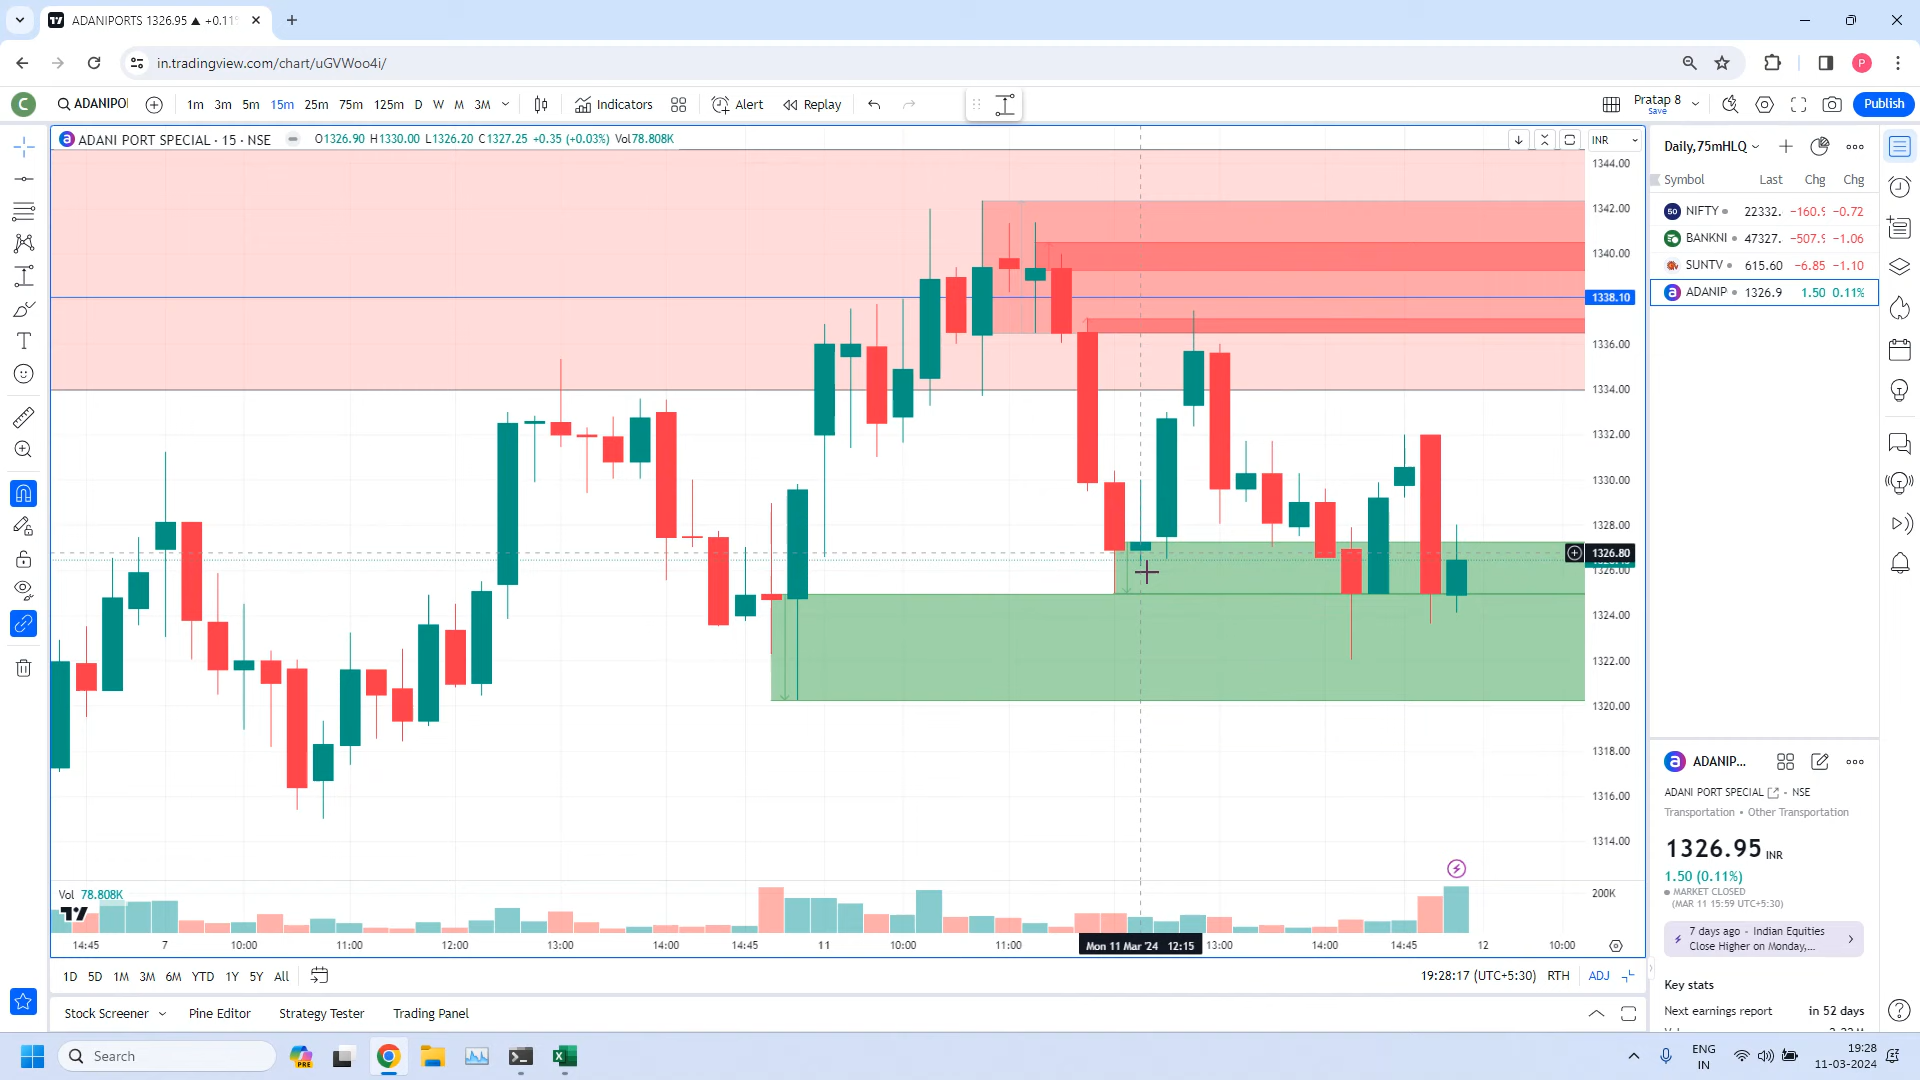 ADANIPORTS 1326.95 ▲ +0.11%
in.tradingview.com/chart/uGVWoo4i/
C ADANIPO 1m 3m 5m 15m 25m 75m 125m D W M 3M Indicators Alert Replay Pratap 8 Save Publish
P
ADANI PORT SPECIAL · 15 · NSE O1326.90 H1330.00 L1326.20 C1327.25 +0.35 (+0.03%) Vol78.808K
INR
1344.00
1342.00
1340.00
1338.10
1336.00
1334.00
1332.00
1330.00
1328.00
1326.80
1326.00
1324.00
1322.00
1320.00
1318.00
1316.00
1314.00
Vol 78.808K
200K
14:45 7 10:00 11:00 12:00 13:00 14:00 14:45 11 10:00 11:00 Mon 11 Mar '24 12:15 13:00 14:00 14:45 12 10:00
1D 5D 1M 3M 6M YTD 1Y 5Y All
19:28:17 (UTC+5:30) RTH ADJ
Stock Screener Pine Editor Strategy Tester Trading Panel
Daily,75mHLQ
Symbol Last Chg Chg
50 NIFTY 22332. −160.9 −0.72
BANKNI 47327. −507.9 −1.06
SUNTV 615.60 −6.85 −1.10
ADANIP 1326.9 1.50 0.11%
ADANIP...
ADANI PORT SPECIAL - NSE
Transportation • Other Transportation
1326.95 INR
1.50 (0.11%)
MARKET CLOSED
(MAR 11 15:59 UTC+5:30)
7 days ago - Indian Equities
Close Higher on Monday,...
Key stats
Next earnings report in 52 days
Search
PRE
ENG
IN
19:28
11-03-2024